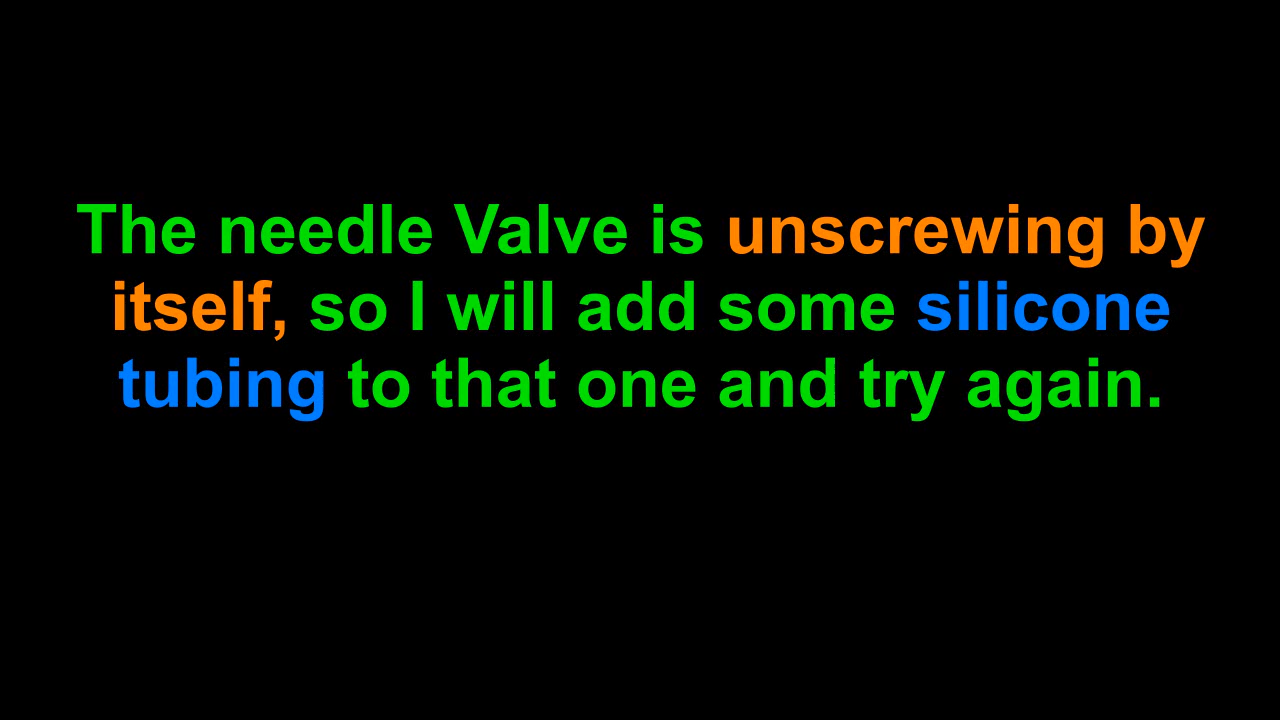 The needle Valve is unscrewing by
itself, so I will add some silicone
tubing to that one and try again.